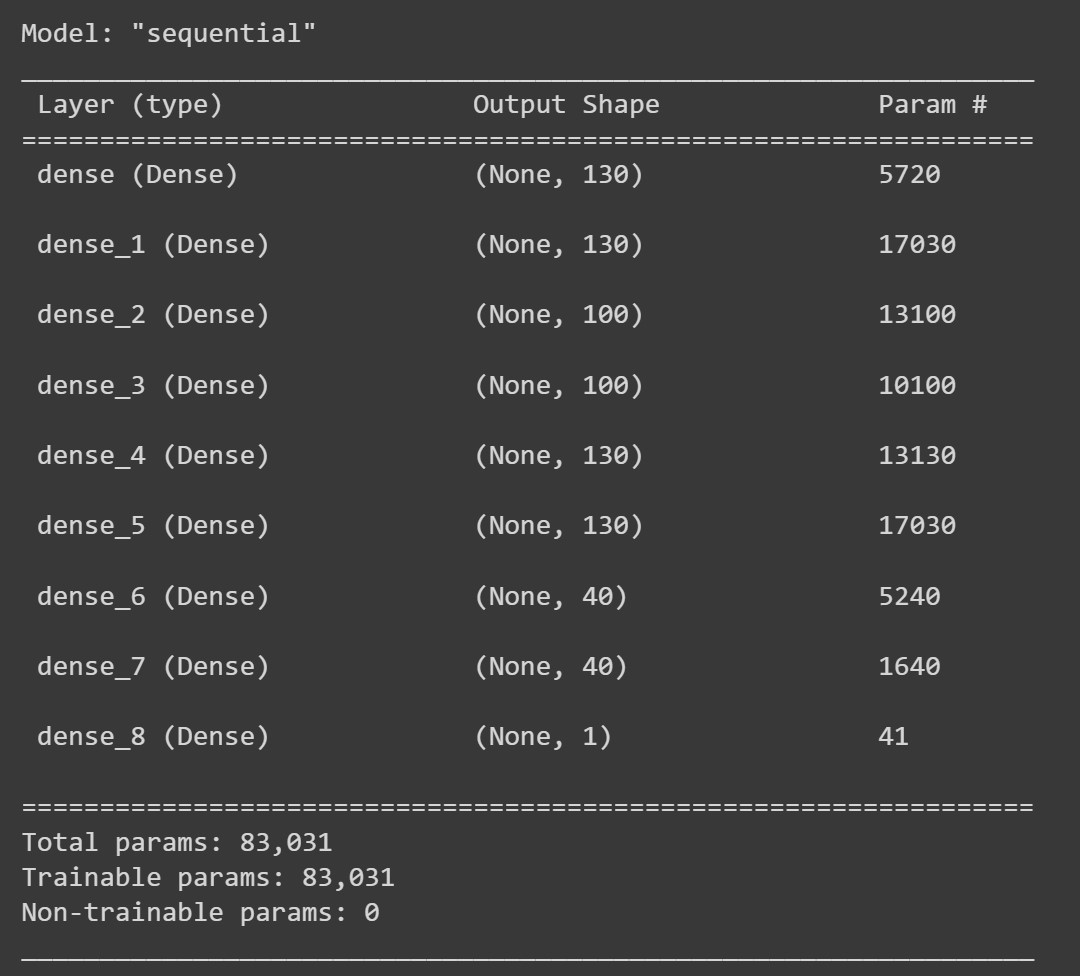 Model: "sequential"
_________________________________________________________________
Layer (type) Output Shape Param #
=================================================================
dense (Dense) (None, 130) 5720
dense_1 (Dense) (None, 130) 17030
dense_2 (Dense) (None, 100) 13100
dense_3 (Dense) (None, 100) 10100
dense_4 (Dense) (None, 130) 13130
dense_5 (Dense) (None, 130) 17030
dense_6 (Dense) (None, 40) 5240
dense_7 (Dense) (None, 40) 1640
dense_8 (Dense) (None, 1) 41
=================================================================
Total params: 83,031
Trainable params: 83,031
Non-trainable params: 0
_________________________________________________________________